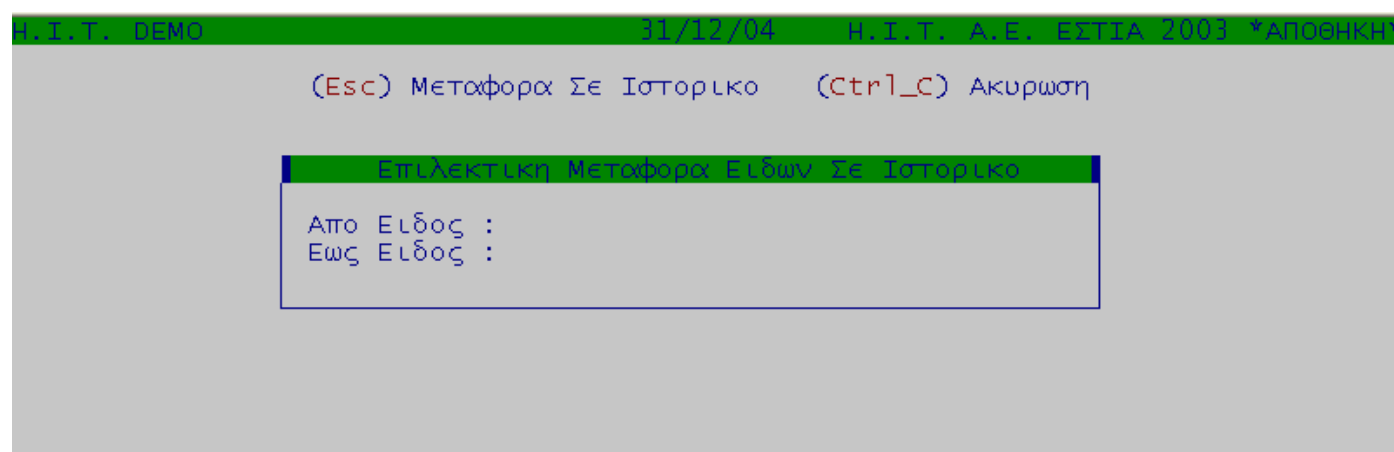 H.I.T. DEMO 31/12/04 H.I.T. Α.Ε. ΕΣΤΙΑ 2003 *ΑΠΟΘΗΚΗ*
(Esc) Μεταφορα Σε Ιστορικο (Ctrl_C) Ακυρωση
Επιλεκτικη Μεταφορα Ειδων Σε Ιστορικο
Απο Ειδος :
Εως Ειδος :